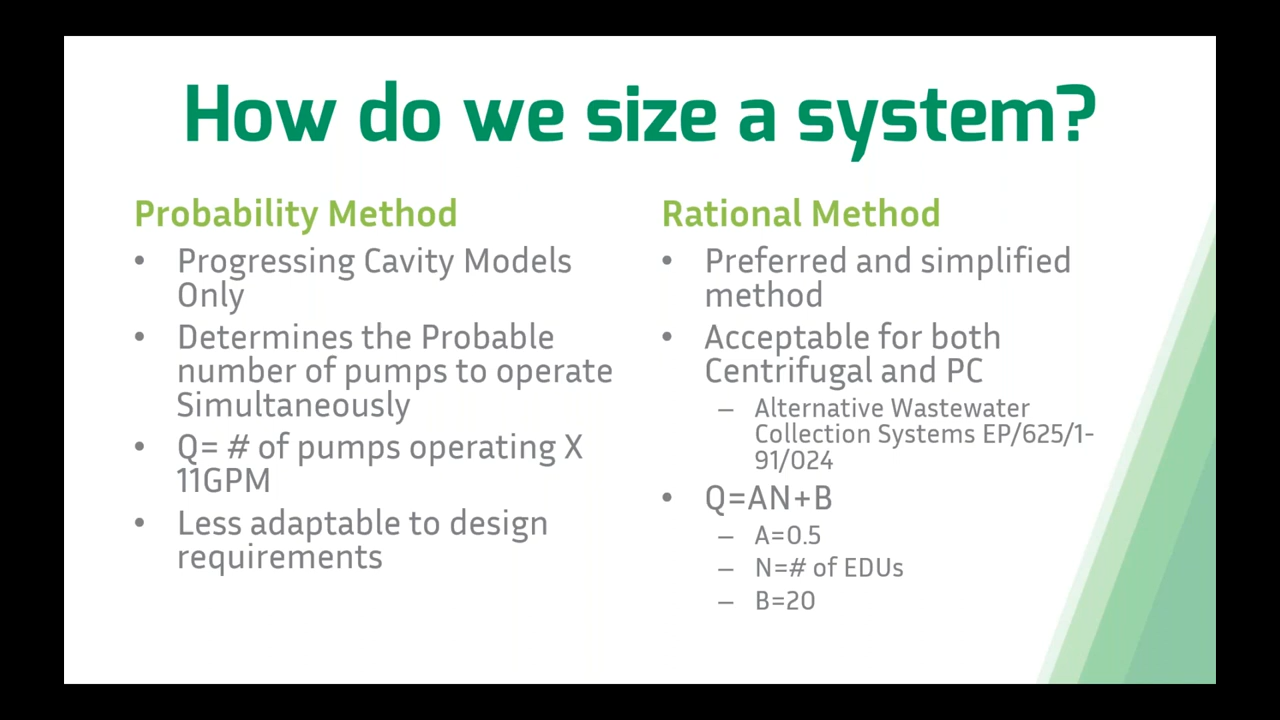 How do we size a system?
Probability Method
• Progressing Cavity Models
Only
• Determines the Probable
number of pumps to operate
Simultaneously
• Q= # of pumps operating X
11GPM
• Less adaptable to design
requirements
Rational Method
• Preferred and simplified
method
• Acceptable for both
Centrifugal and PC
– Alternative Wastewater
Collection Systems EP/625/1-
91/024
• Q=AN+B
– A=0.5
– N=# of EDUs
– B=20